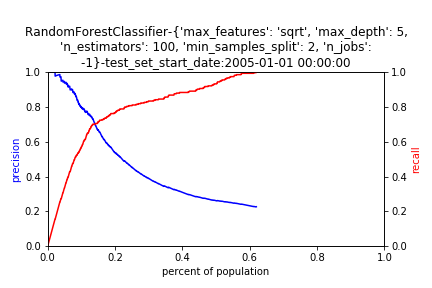 RandomForestClassifier-{'max_features': 'sqrt', 'max_depth': 5,
'n_estimators': 100, 'min_samples_split': 2, 'n_jobs':
-1}-test_set_start_date:2005-01-01 00:00:00
1.0
0.8
0.6
0.4
0.2
0.0
precision
1.0
0.8
0.6
0.4
0.2
0.0
recall
0.0 0.2 0.4 0.6 0.8 1.0
percent of population